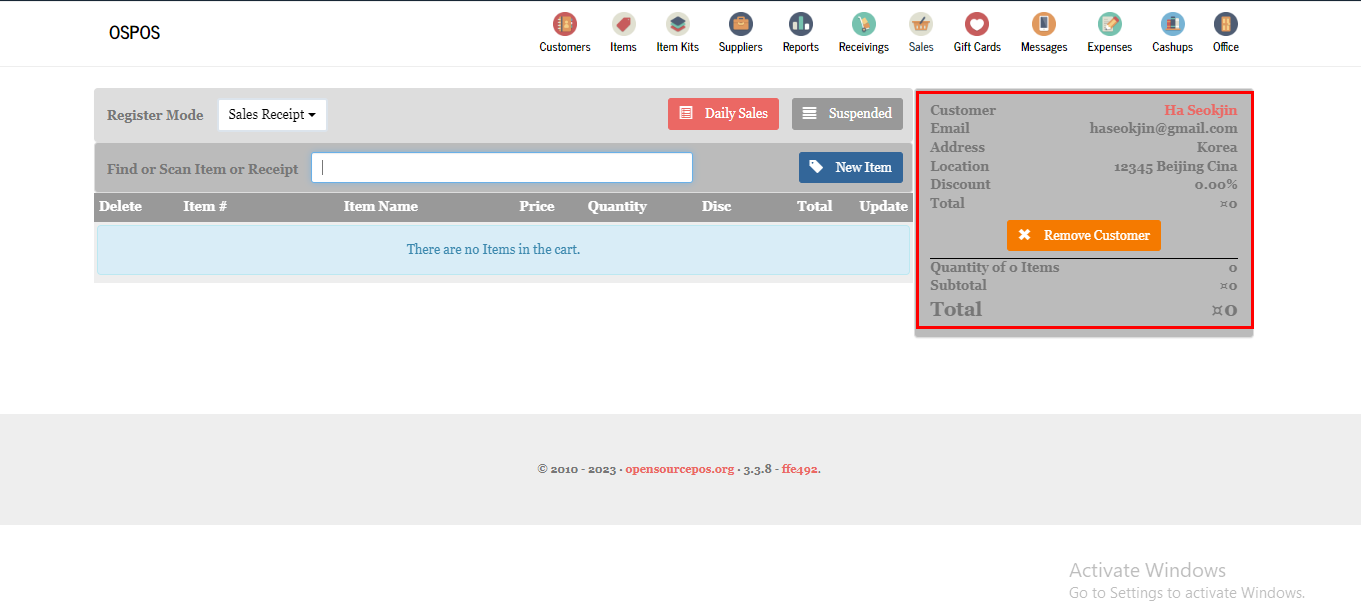 OSPOS
Customers Items Item Kits Suppliers Reports Receivings Sales Gift Cards Messages Expenses Cashups Office
Register Mode Sales Receipt Daily Sales Suspended
Find or Scan Item or Receipt New Item
Delete Item # Item Name Price Quantity Disc Total Update
There are no Items in the cart.
Customer Ha Seokjin
Email haseokjin@gmail.com
Address Korea
Location 12345 Beijing Cina
Discount 0.00%
Total ¤0
Remove Customer
Quantity of 0 Items 0
Subtotal ¤0
Total ¤0
© 2010 - 2023 · opensourcepos.org · 3.3.8 - ffe492.
Activate Windows
Go to Settings to activate Windows.